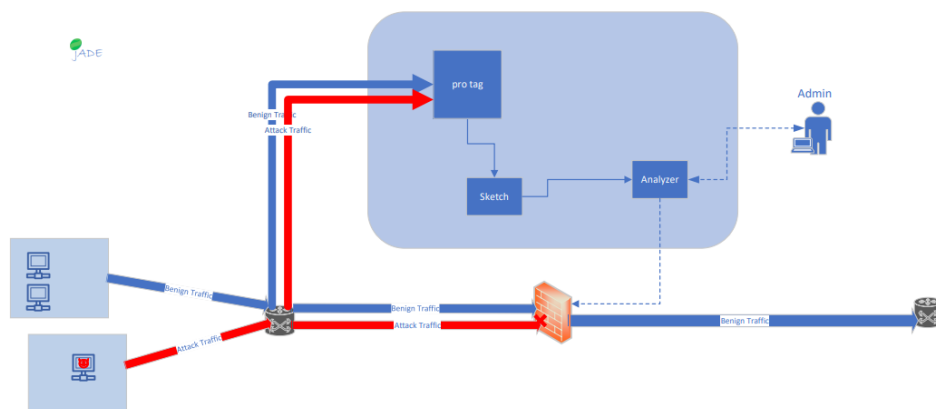 JADE
pro tag
Admin
Benign Traffic
Attack Traffic
Sketch
Analyzer
Benign Traffic
Benign Traffic
Attack Traffic
Benign Traffic
Attack Traffic